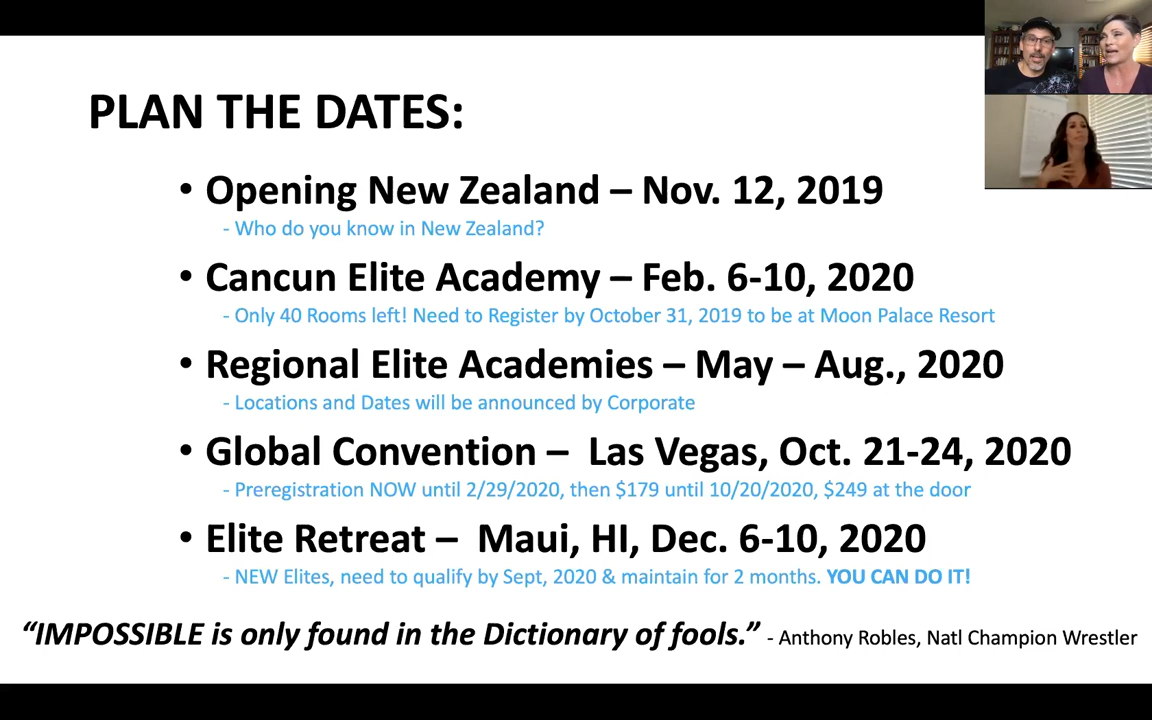 PLAN THE DATES:
• Opening New Zealand – Nov. 12, 2019
- Who do you know in New Zealand?
• Cancun Elite Academy – Feb. 6-10, 2020
- Only 40 Rooms left! Need to Register by October 31, 2019 to be at Moon Palace Resort
• Regional Elite Academies – May – Aug., 2020
- Locations and Dates will be announced by Corporate
• Global Convention –  Las Vegas, Oct. 21-24, 2020
- Preregistration NOW until 2/29/2020, then $179 until 10/20/2020, $249 at the door
• Elite Retreat –  Maui, HI, Dec. 6-10, 2020
- NEW Elites, need to qualify by Sept, 2020 & maintain for 2 months. YOU CAN DO IT!
“IMPOSSIBLE is only found in the Dictionary of fools.” - Anthony Robles, Natl Champion Wrestler